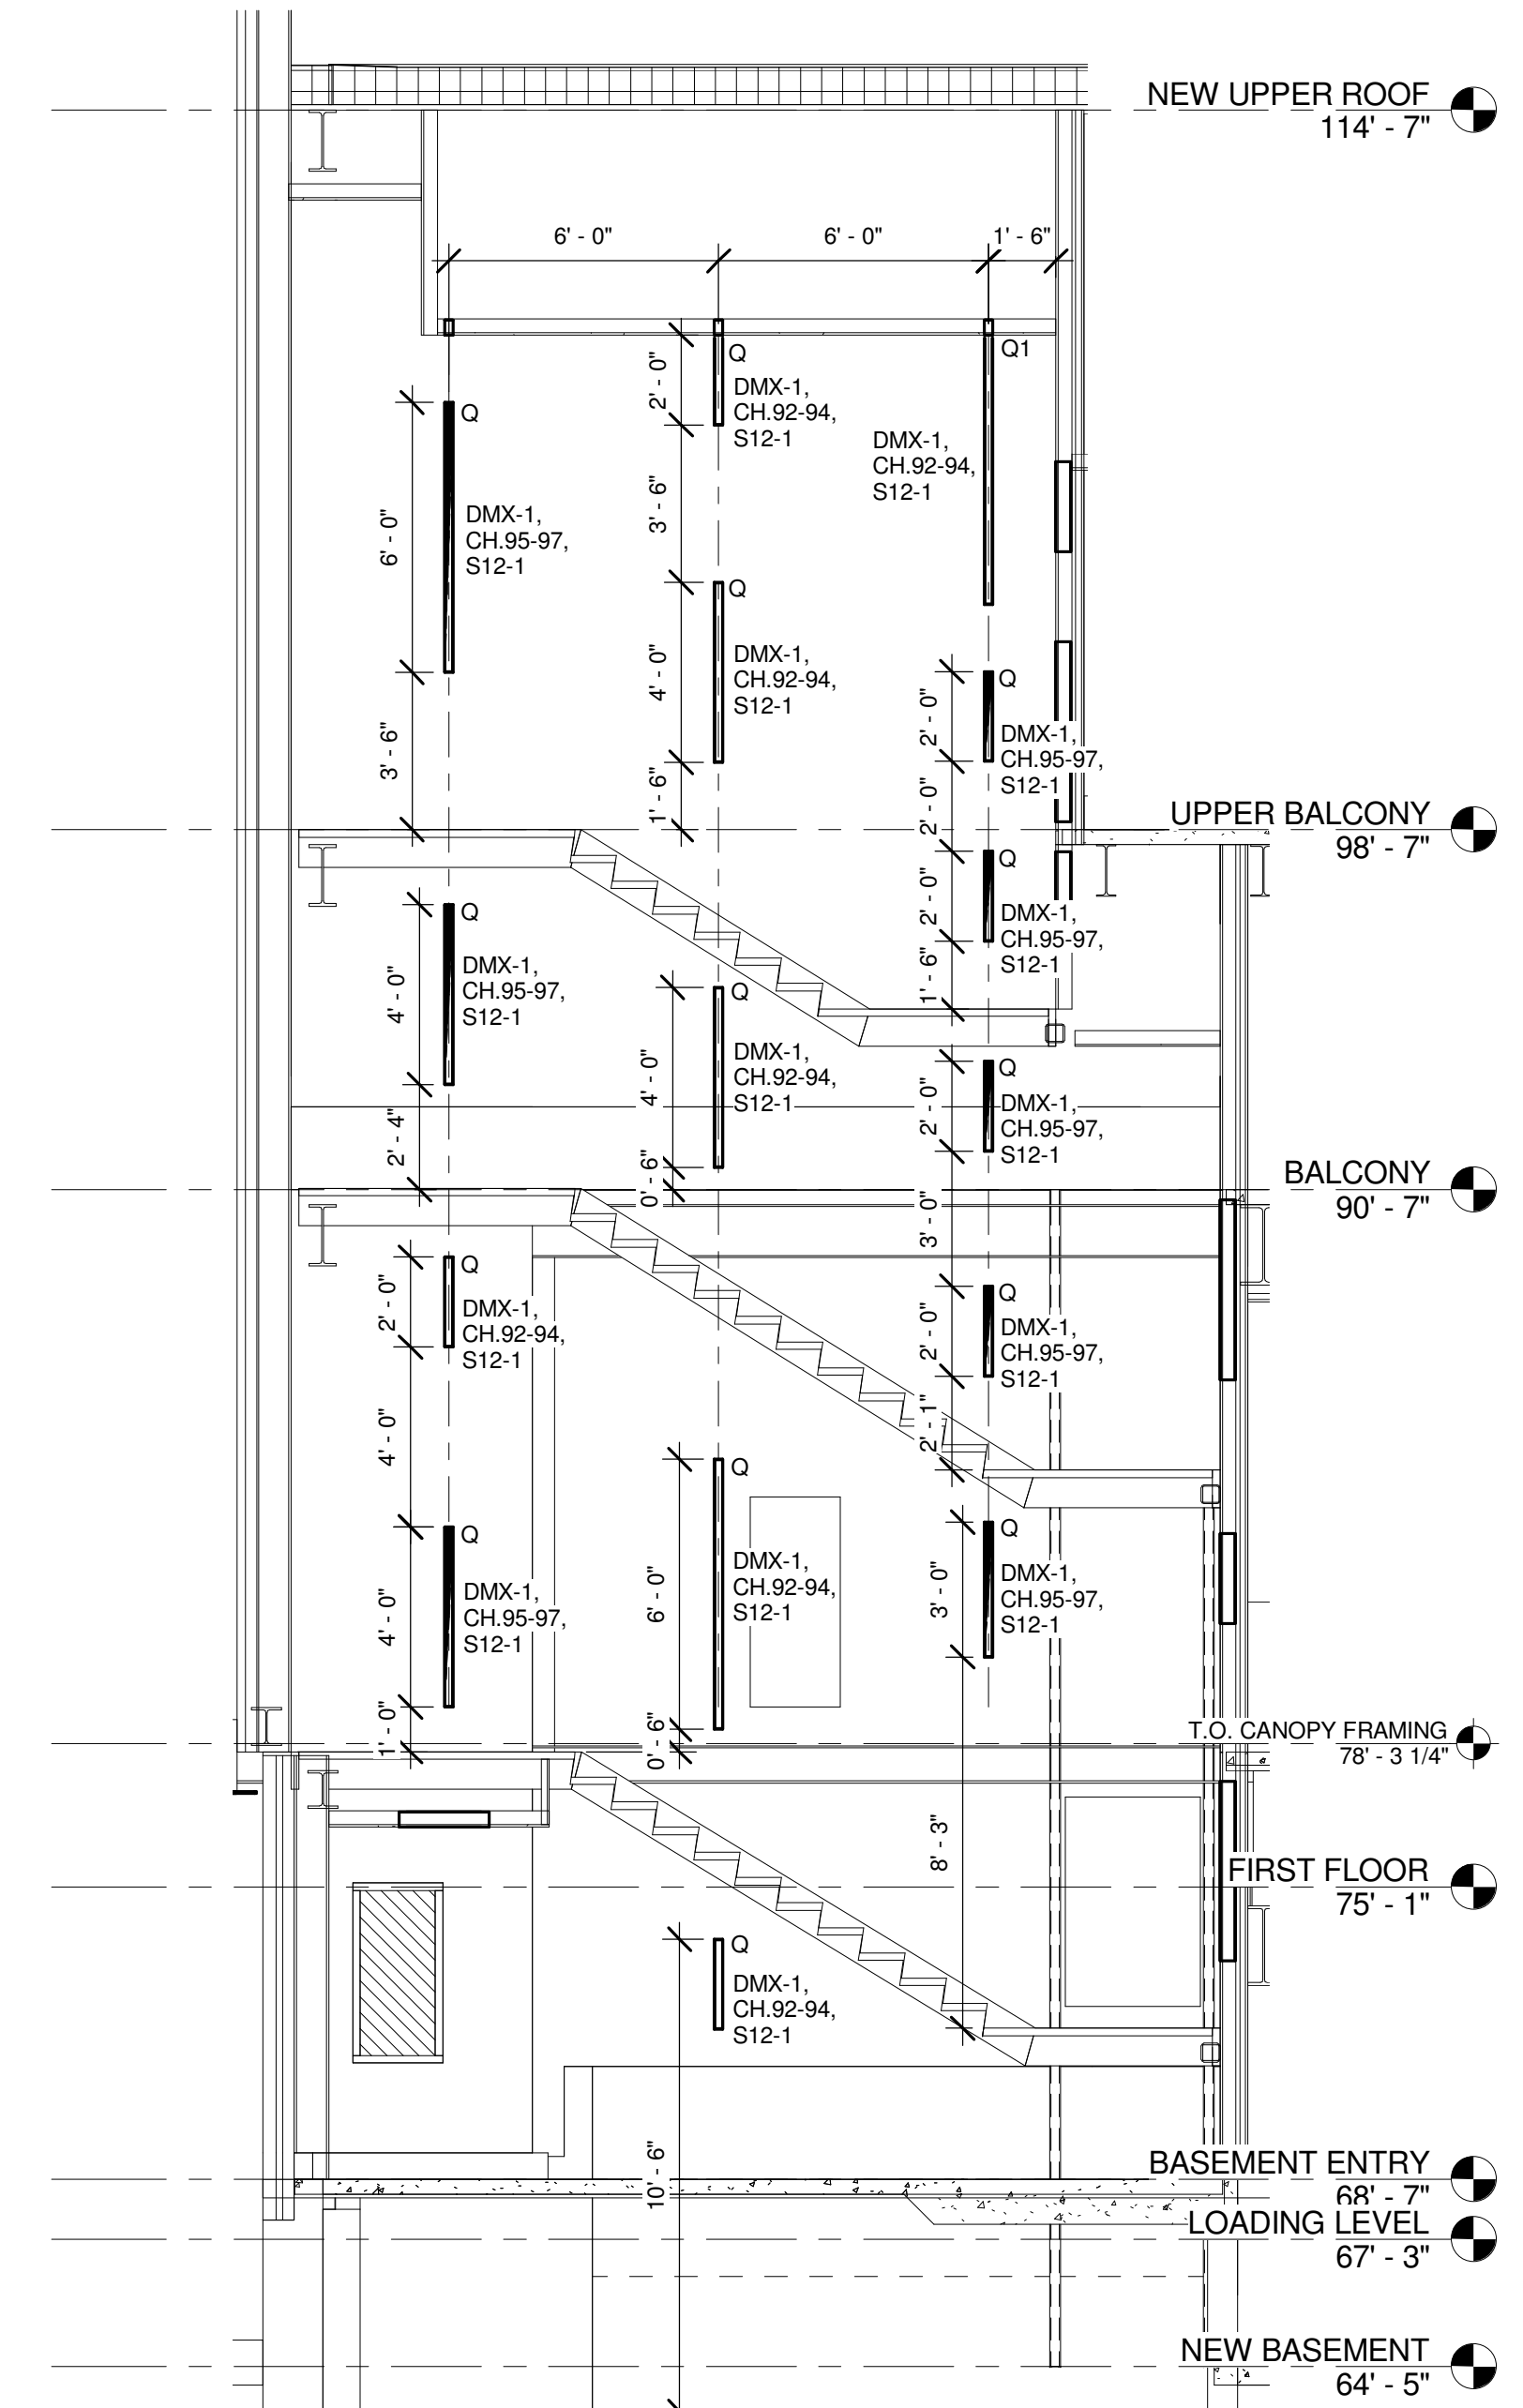 NEW UPPER ROOF
114' - 7"
6' - 0"
6' - 0"
1' - 6"
Q
DMX-1,
CH.92-94,
S12-1
2' - 0"
Q1
DMX-1,
CH.92-94,
S12-1
Q
DMX-1,
CH.95-97,
S12-1
6' - 0"
3' - 6"
3' - 6"
Q
DMX-1,
CH.92-94,
S12-1
4' - 0"
1' - 6"
Q
DMX-1,
CH.95-97,
S12-1
2' - 0"
2' - 0"
UPPER BALCONY
98' - 7"
Q
DMX-1,
CH.95-97,
S12-1
2' - 0"
1' - 6"
Q
DMX-1,
CH.95-97,
S12-1
4' - 0"
2' - 4"
Q
DMX-1,
CH.92-94,
S12-1
4' - 0"
0' - 6"
Q
DMX-1,
CH.95-97,
S12-1
2' - 0"
3' - 0"
BALCONY
90' - 7"
Q
DMX-1,
CH.92-94,
S12-1
2' - 0"
4' - 0"
Q
DMX-1,
CH.95-97,
S12-1
2' - 0"
2' - 1"
Q
DMX-1,
CH.95-97,
S12-1
4' - 0"
1' - 0"
Q
DMX-1,
CH.92-94,
S12-1
6' - 0"
0' - 6"
Q
DMX-1,
CH.95-97,
S12-1
3' - 0"
8' - 3"
T.O. CANOPY FRAMING
78' - 3 1/4"
FIRST FLOOR
75' - 1"
Q
DMX-1,
CH.92-94,
S12-1
10' - 6"
BASEMENT ENTRY
68' - 7"
LOADING LEVEL
67' - 3"
NEW BASEMENT
64' - 5"